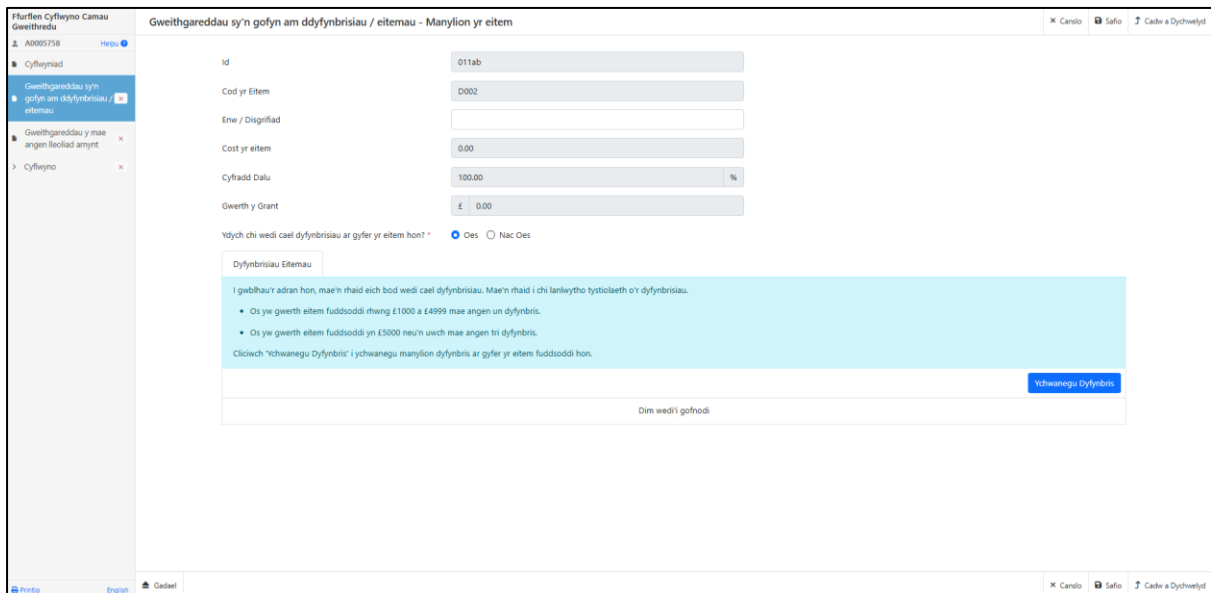 Ffurflen Cyflwyno Camau
Gweithredu
A0005758 Helpu
Cyflwyniad
Gweithgareddau sy'n
gofyn am ddyfynbrisiau /
eitemau
Gweithgareddau y mae
angen lleoliad arnynt
Cyflwyno
Printio English
Gweithgareddau sy'n gofyn am ddyfynbrisiau / eitemau - Manylion yr eitem
Canslo Safio Cadw a Dychwelyd
Id 011ab
Cod yr Eitem D002
Enw / Disgrifiad
Cost yr eitem 0.00
Cyfradd Dalu 100.00 %
Gwerth y Grant £ 0.00
Ydych chi wedi cael dyfynbrisiau ar gyfer yr eitem hon? * Oes Nac Oes
Dyfynbrisiau Eitemau
I gwblhau'r adran hon, mae'n rhaid eich bod wedi cael dyfynbrisiau. Mae'n rhaid i chi lanlwytho tystiolaeth o'r dyfynbrisiau.
• Os yw gwerth eitem fuddsoddi rhwng £1000 a £4999 mae angen un dyfynbris.
• Os yw gwerth eitem fuddsoddi yn £5000 neu'n uwch mae angen tri dyfynbris.
Cliciwch 'Ychwanegu Dyfynbris' i ychwanegu manylion dyfynbris ar gyfer yr eitem fuddsoddi hon.
Ychwanegu Dyfynbris
Dim wedi'i gofnodi
Gadael
Canslo Safio Cadw a Dychwelyd